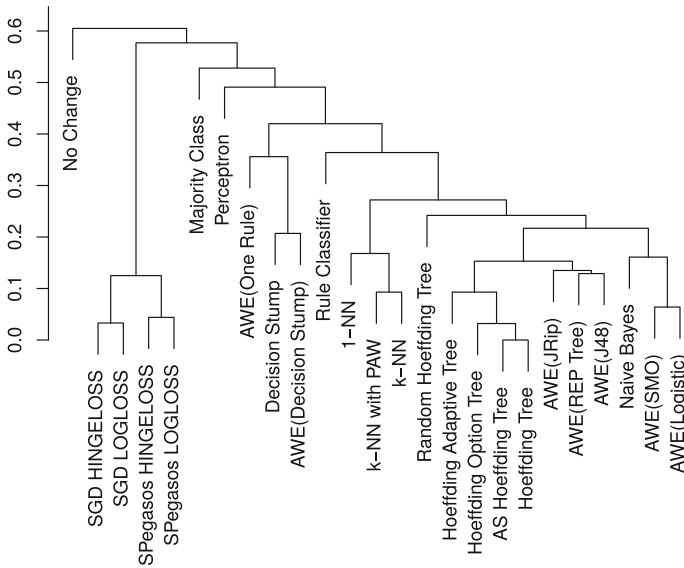 0.6
0.5
0.4
0.3
0.2
0.1
0.0
No Change
SGD HINGELOSS
SGD LOGLOSS
SPegasos HINGELOSS
SPegasos LOGLOSS
Majority Class
Perceptron
AWE(One Rule)
Decision Stump
AWE(Decision Stump)
Rule Classifier
1−NN
k−NN with PAW
k−NN
Random Hoeffding Tree
Hoeffding Adaptive Tree
Hoeffding Option Tree
AS Hoeffding Tree
Hoeffding Tree
AWE(JRip)
AWE(REP Tree)
AWE(J48)
Naive Bayes
AWE(SMO)
AWE(Logistic)